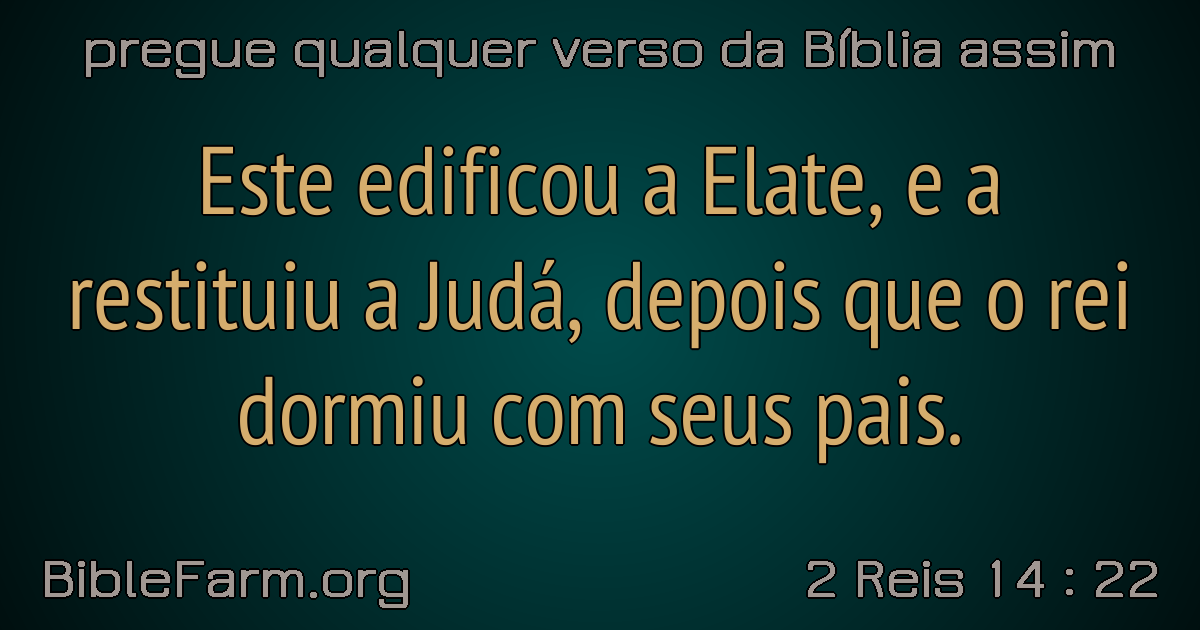 pregue qualquer verso da Bíblia assim
Este edificou a Elate, e a
restituiu a Judá, depois que o rei
dormiu com seus pais.
BibleFarm.org
2 Reis 14 : 22